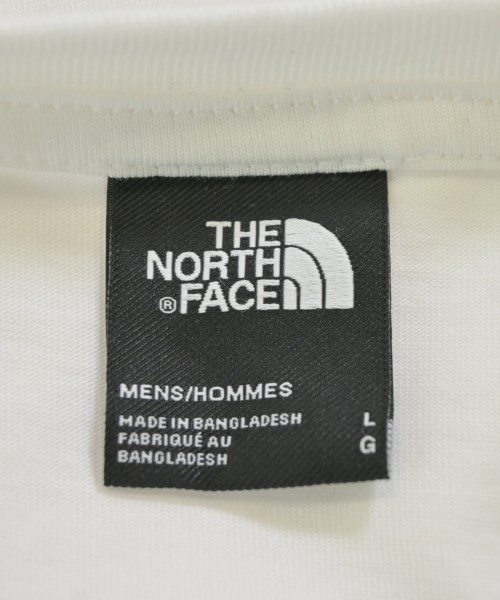 THE
NORTH
® FACE
MENS/HOMMES
MADE IN BANGLADESH L
FABRIQUÉ AU G
BANGLADESH